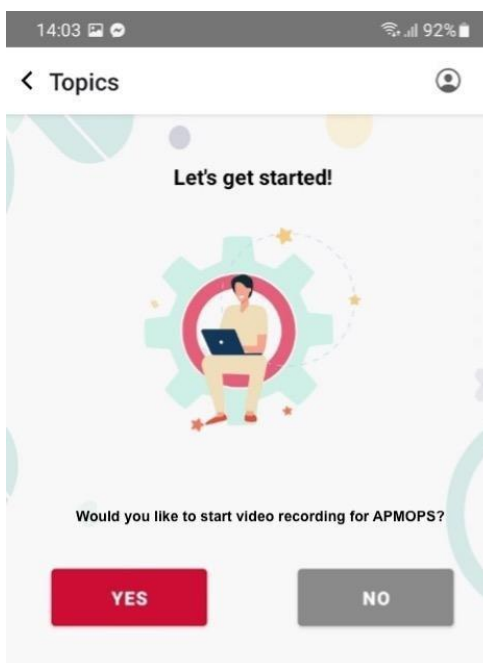 14:03 92%
Topics
Let's get started!
Would you like to start video recording for APMOPS?
YES NO